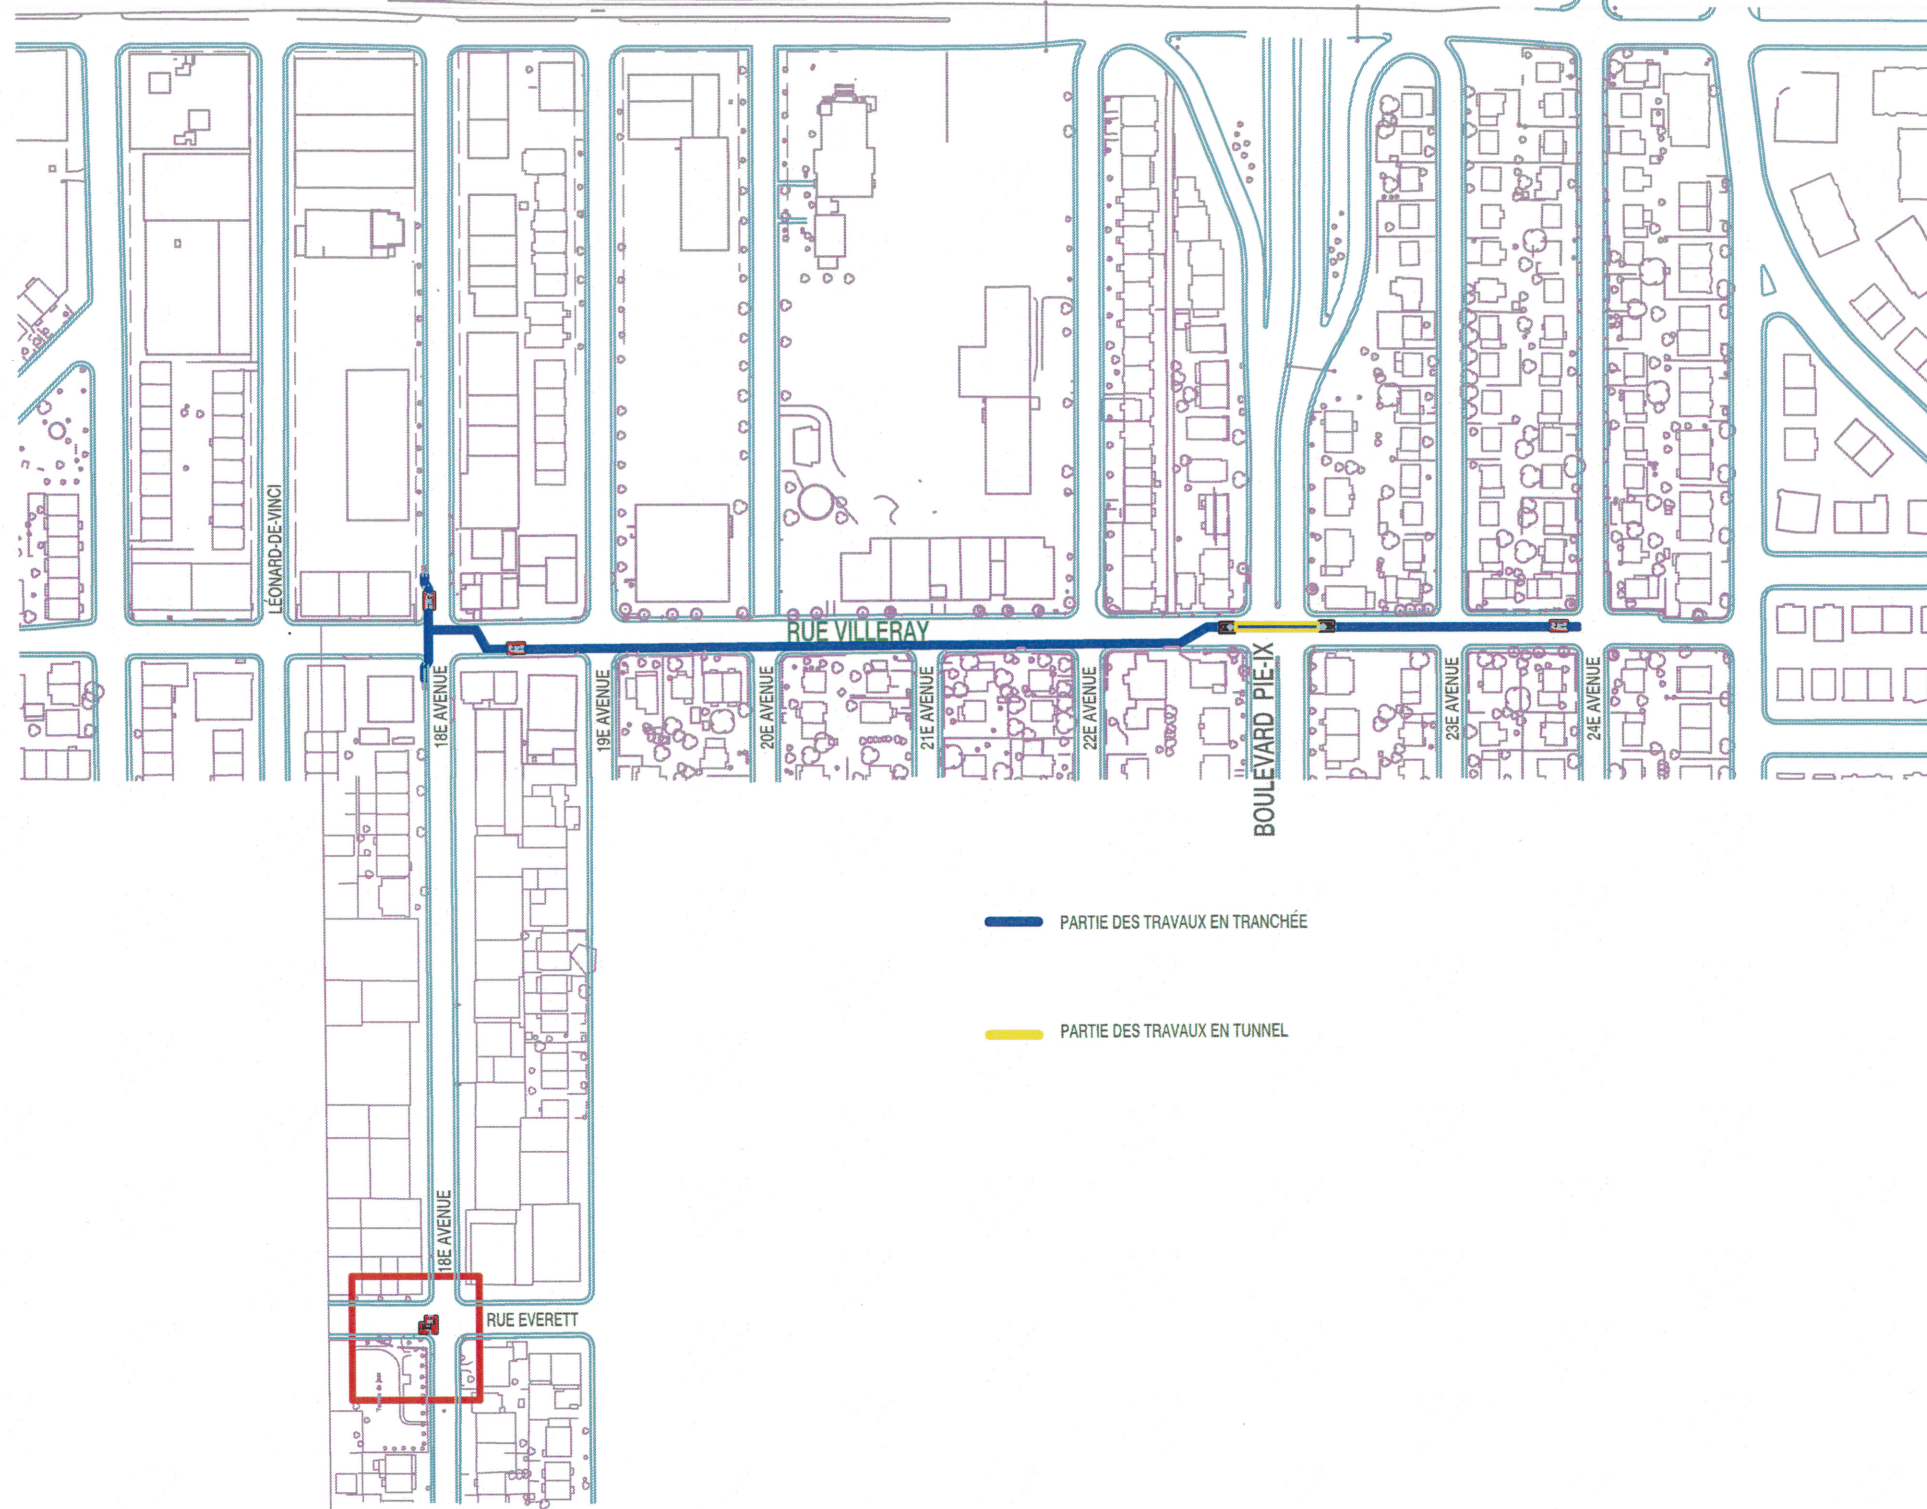 LÉONARD-DE-VINCI
RUE VILLERAY
18E AVENUE
19E AVENUE
20E AVENUE
21E AVENUE
22E AVENUE
BOULEVARD PIE-IX
23E AVENUE
24E AVENUE
PARTIE DES TRAVAUX EN TRANCHÉE
PARTIE DES TRAVAUX EN TUNNEL
18E AVENUE
RUE EVERETT